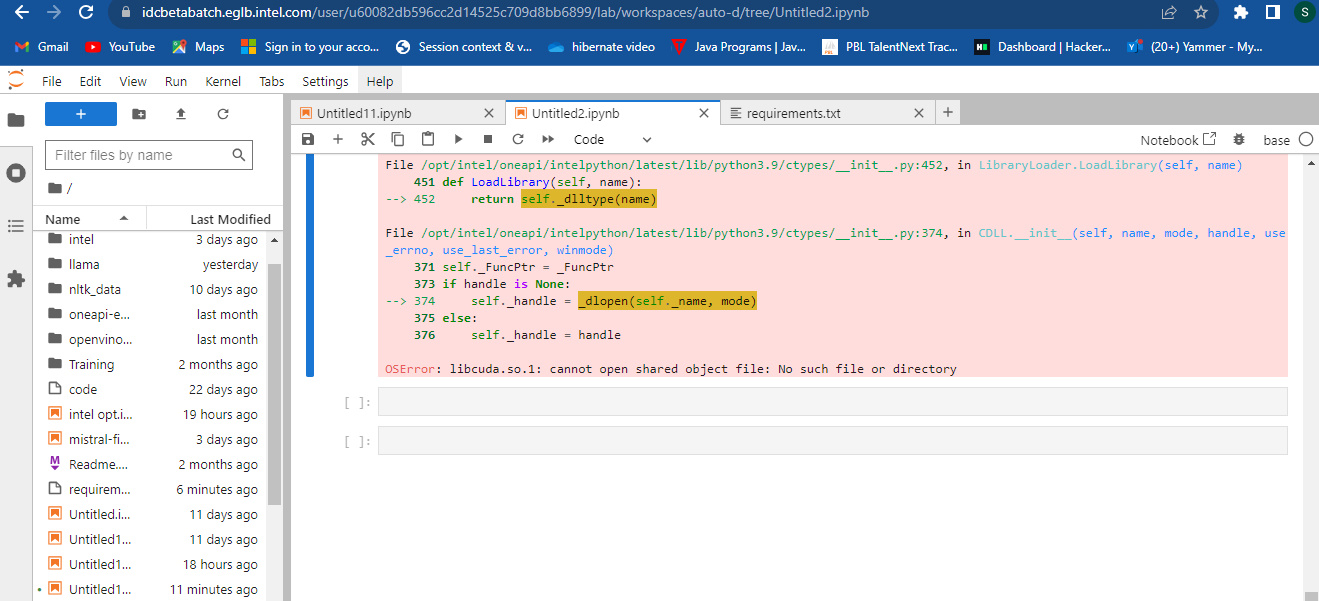 idcbetabatch.eglb.intel.com/user/u60082db596cc2d14525c709d8bb6899/lab/workspaces/auto-d/tree/Untitled2.ipynb
S
Gmail YouTube Maps Sign in to your acco... Session context & v... hibernate video Java Programs | Jav... PBL TalentNext Trac... Dashboard | Hacker... (20+) Yammer - My...
File Edit View Run Kernel Tabs Settings Help
+
Untitled11.ipynb × Untitled2.ipynb × requirements.txt × +
Filter files by name
Code
Notebook
base
/
Name Last Modified
intel 3 days ago
llama yesterday
nltk_data 10 days ago
oneapi-e... last month
openvino... last month
Training 2 months ago
code 22 days ago
intel opt.i... 19 hours ago
mistral-fi... 3 days ago
Readme.... 2 months ago
requirem... 6 minutes ago
Untitled.i... 11 days ago
Untitled1... 11 days ago
Untitled1... 18 hours ago
Untitled1... 11 minutes ago
File /opt/intel/oneapi/intelpython/latest/lib/python3.9/ctypes/__init__.py:452, in LibraryLoader.LoadLibrary(self, name)
451 def LoadLibrary(self, name):
--> 452 return self._dlltype(name)
File /opt/intel/oneapi/intelpython/latest/lib/python3.9/ctypes/__init__.py:374, in CDLL.__init__(self, name, mode, handle, use
_errno, use_last_error, winmode)
371 self._FuncPtr = _FuncPtr
373 if handle is None:
--> 374 self._handle = _dlopen(self._name, mode)
375 else:
376 self._handle = handle
OSError: libcuda.so.1: cannot open shared object file: No such file or directory
[ ]:
[ ]: